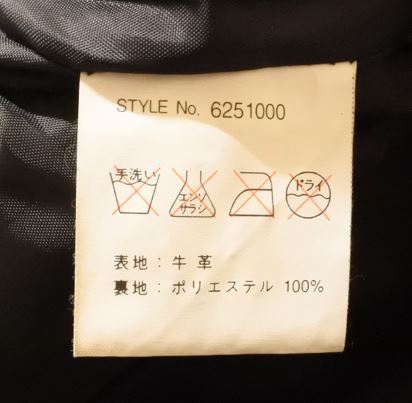 STYLE No. 6251000
手洗い エンソ ドライ
サラシ
表地：牛革
裏地：ポリエステル 100%